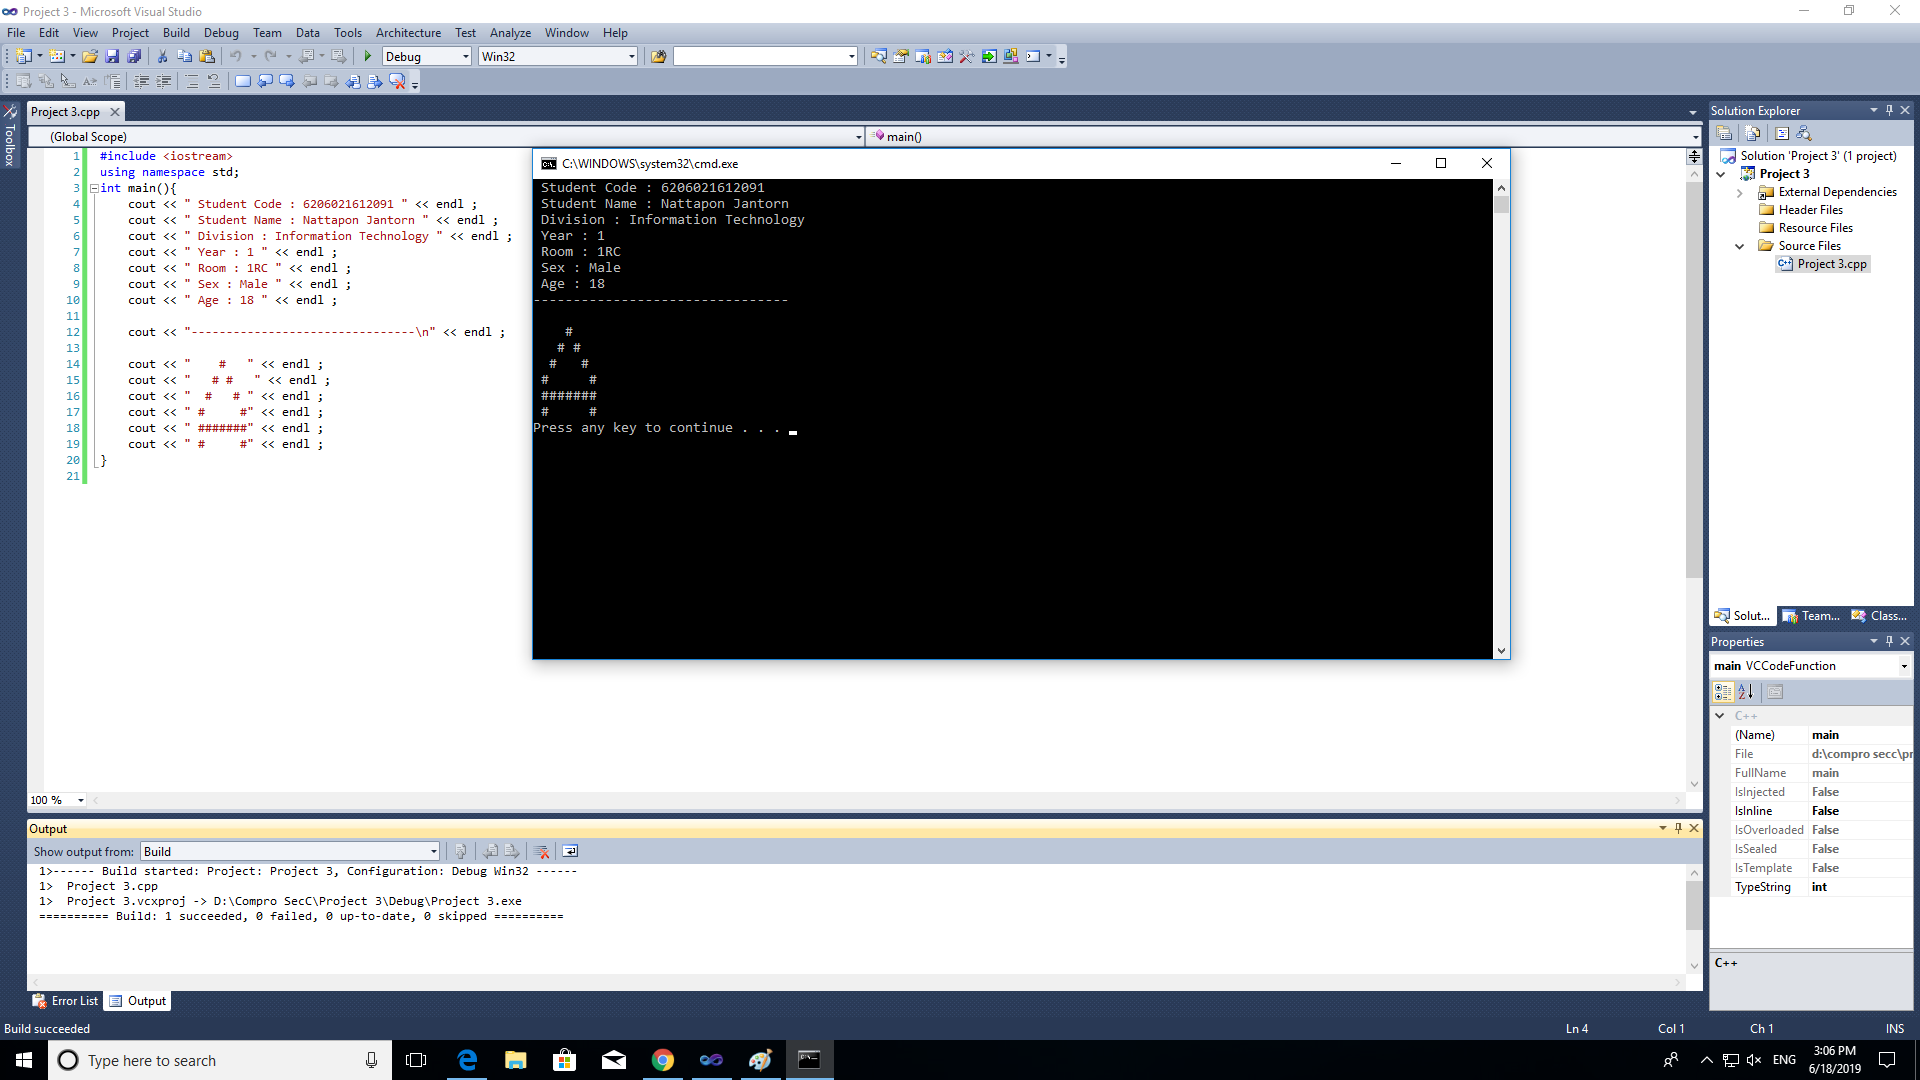 Project 3 - Microsoft Visual Studio
File Edit View Project Build Debug Team Data Tools Architecture Test Analyze Window Help
Debug Win32
Toolbox
Project 3.cpp
(Global Scope) main()
1 #include <iostream>
2 using namespace std;
3 int main(){
4 cout << " Student Code : 6206021612091 " << endl ;
5 cout << " Student Name : Nattapon Jantorn " << endl ;
6 cout << " Division : Information Technology " << endl ;
7 cout << " Year : 1 " << endl ;
8 cout << " Room : 1RC " << endl ;
9 cout << " Sex : Male " << endl ;
10 cout << " Age : 18 " << endl ;
11
12 cout << "--------------------------------\n" << endl ;
13
14 cout << "    #   " << endl ;
15 cout << "   # #   " << endl ;
16 cout << "  #   # " << endl ;
17 cout << " #     #" << endl ;
18 cout << " #######" << endl ;
19 cout << " #     #" << endl ;
20 }
21
C:\WINDOWS\system32\cmd.exe
Student Code : 6206021612091
Student Name : Nattapon Jantorn
Division : Information Technology
Year : 1
Room : 1RC
Sex : Male
Age : 18
--------------------------------
    #
   # #
  #   #
 #     #
 #######
 #     #
Press any key to continue . . .
Solution Explorer
Solution 'Project 3' (1 project)
Project 3
External Dependencies
Header Files
Resource Files
Source Files
Project 3.cpp
Solut... Team... Class...
Properties
main VCCodeFunction
C++
(Name) main
File d:\compro secc\pr
FullName main
IsInjected False
IsInline False
IsOverloaded False
IsSealed False
IsTemplate False
TypeString int
C++
100 %
Output
Show output from: Build
1>------ Build started: Project: Project 3, Configuration: Debug Win32 ------
1>  Project 3.cpp
1>  Project 3.vcxproj -> D:\Compro SecC\Project 3\Debug\Project 3.exe
========== Build: 1 succeeded, 0 failed, 0 up-to-date, 0 skipped ==========
Error List Output
Build succeeded Ln 4 Col 1 Ch 1 INS
Type here to search
ENG
3:06 PM
6/18/2019